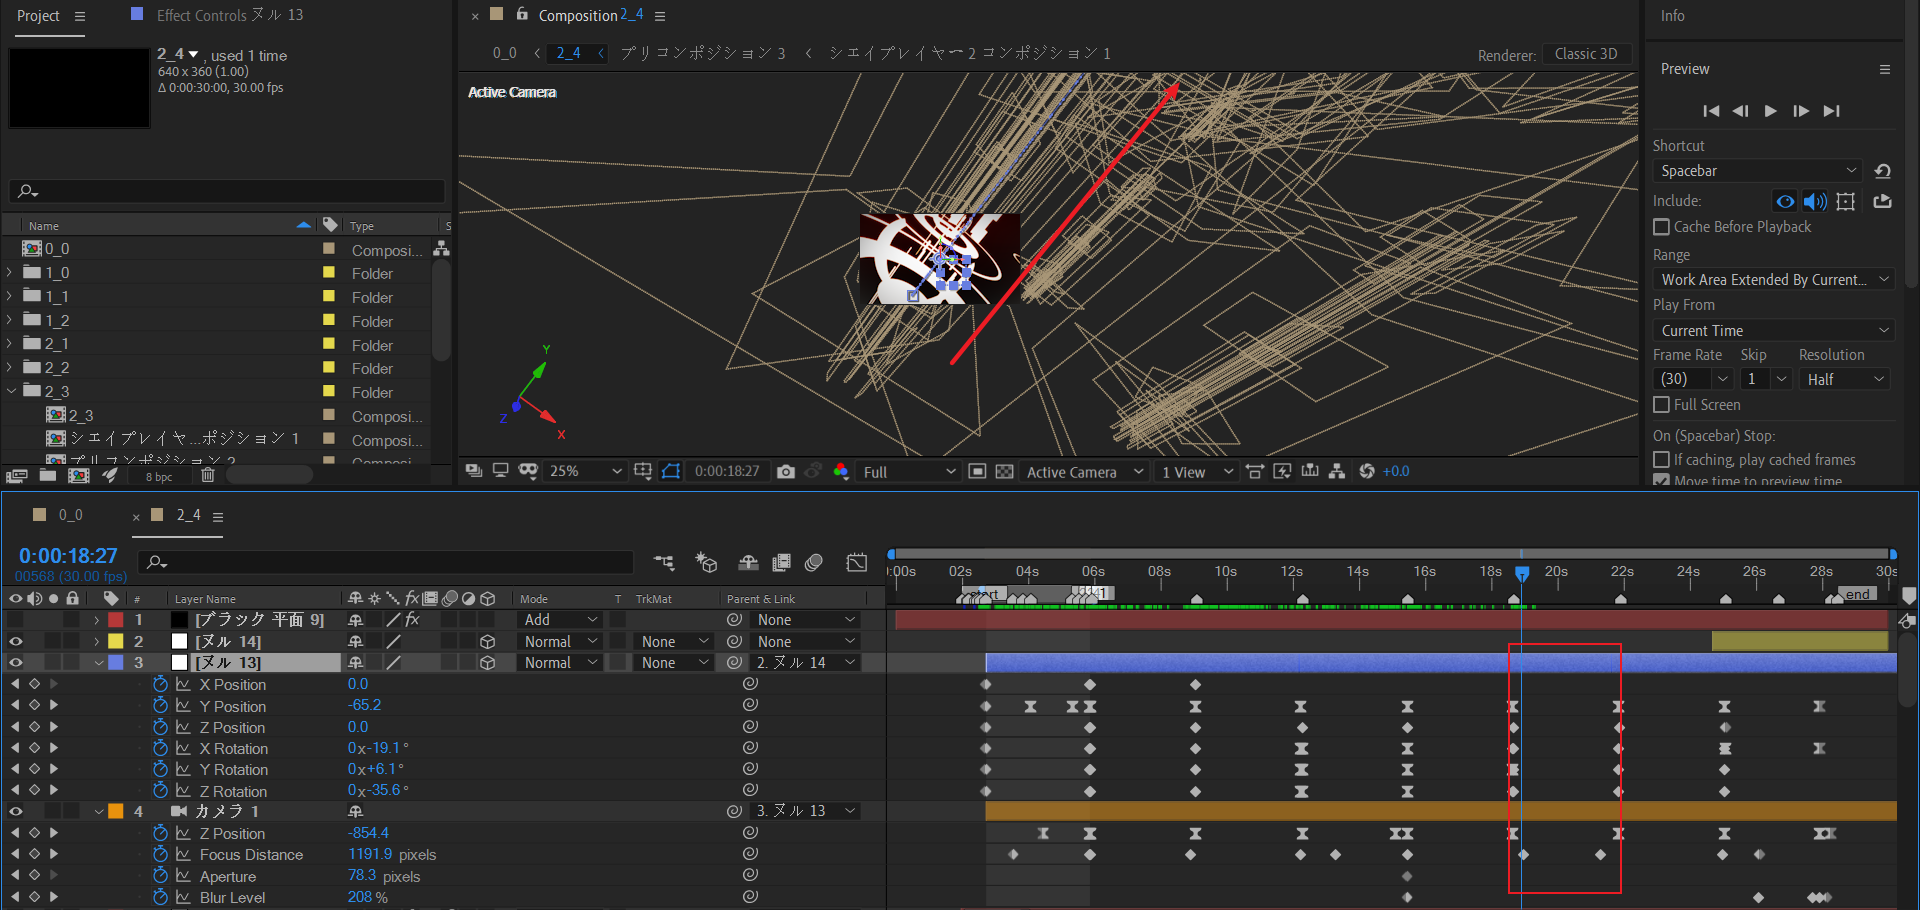 Project
Effect Controls ヌル 13
2_4 , used 1 time
640 x 360 (1.00)
Δ 0:00:30:00, 30.00 fps
Name
Type
S
0_0
Composi...
1_0
Folder
1_1
Folder
1_2
Folder
2_1
Folder
2_2
Folder
2_3
Folder
2_3
Composi...
シェイプレイヤ...ポジション 1
Composi...
プリコンポジション 2
Composi...
8 bpc
Composition 2_4
0_0
2_4
プリコンポジション 3
シェイプレイヤー 2 コンポジション 1
Renderer:
Classic 3D
Active Camera
Y
Z
X
25%
0:00:18:27
Full
Active Camera
1 View
+0.0
Info
Preview
Shortcut
Spacebar
Include:
Cache Before Playback
Range
Work Area Extended By Current...
Play From
Current Time
Frame Rate
Skip
Resolution
(30)
1
Half
Full Screen
On (Spacebar) Stop:
If caching, play cached frames
Move time to preview time
0_0
2_4
0:00:18:27
00568 (30.00 fps)
:00s
02s
04s
06s
08s
10s
12s
14s
16s
18s
20s
22s
24s
26s
28s
30s
start
end
#
Layer Name
fx
Mode
T
TrkMat
Parent & Link
1
[ブラック 平面 9]
fx
Add
None
2
[ヌル 14]
Normal
None
None
3
[ヌル 13]
Normal
None
2. ヌル 14
X Position
0.0
Y Position
-65.2
Z Position
0.0
X Rotation
0x-19.1°
Y Rotation
0x+6.1°
Z Rotation
0x-35.6°
4
カメラ 1
3. ヌル 13
Z Position
-854.4
Focus Distance
1191.9 pixels
Aperture
78.3 pixels
Blur Level
208 %